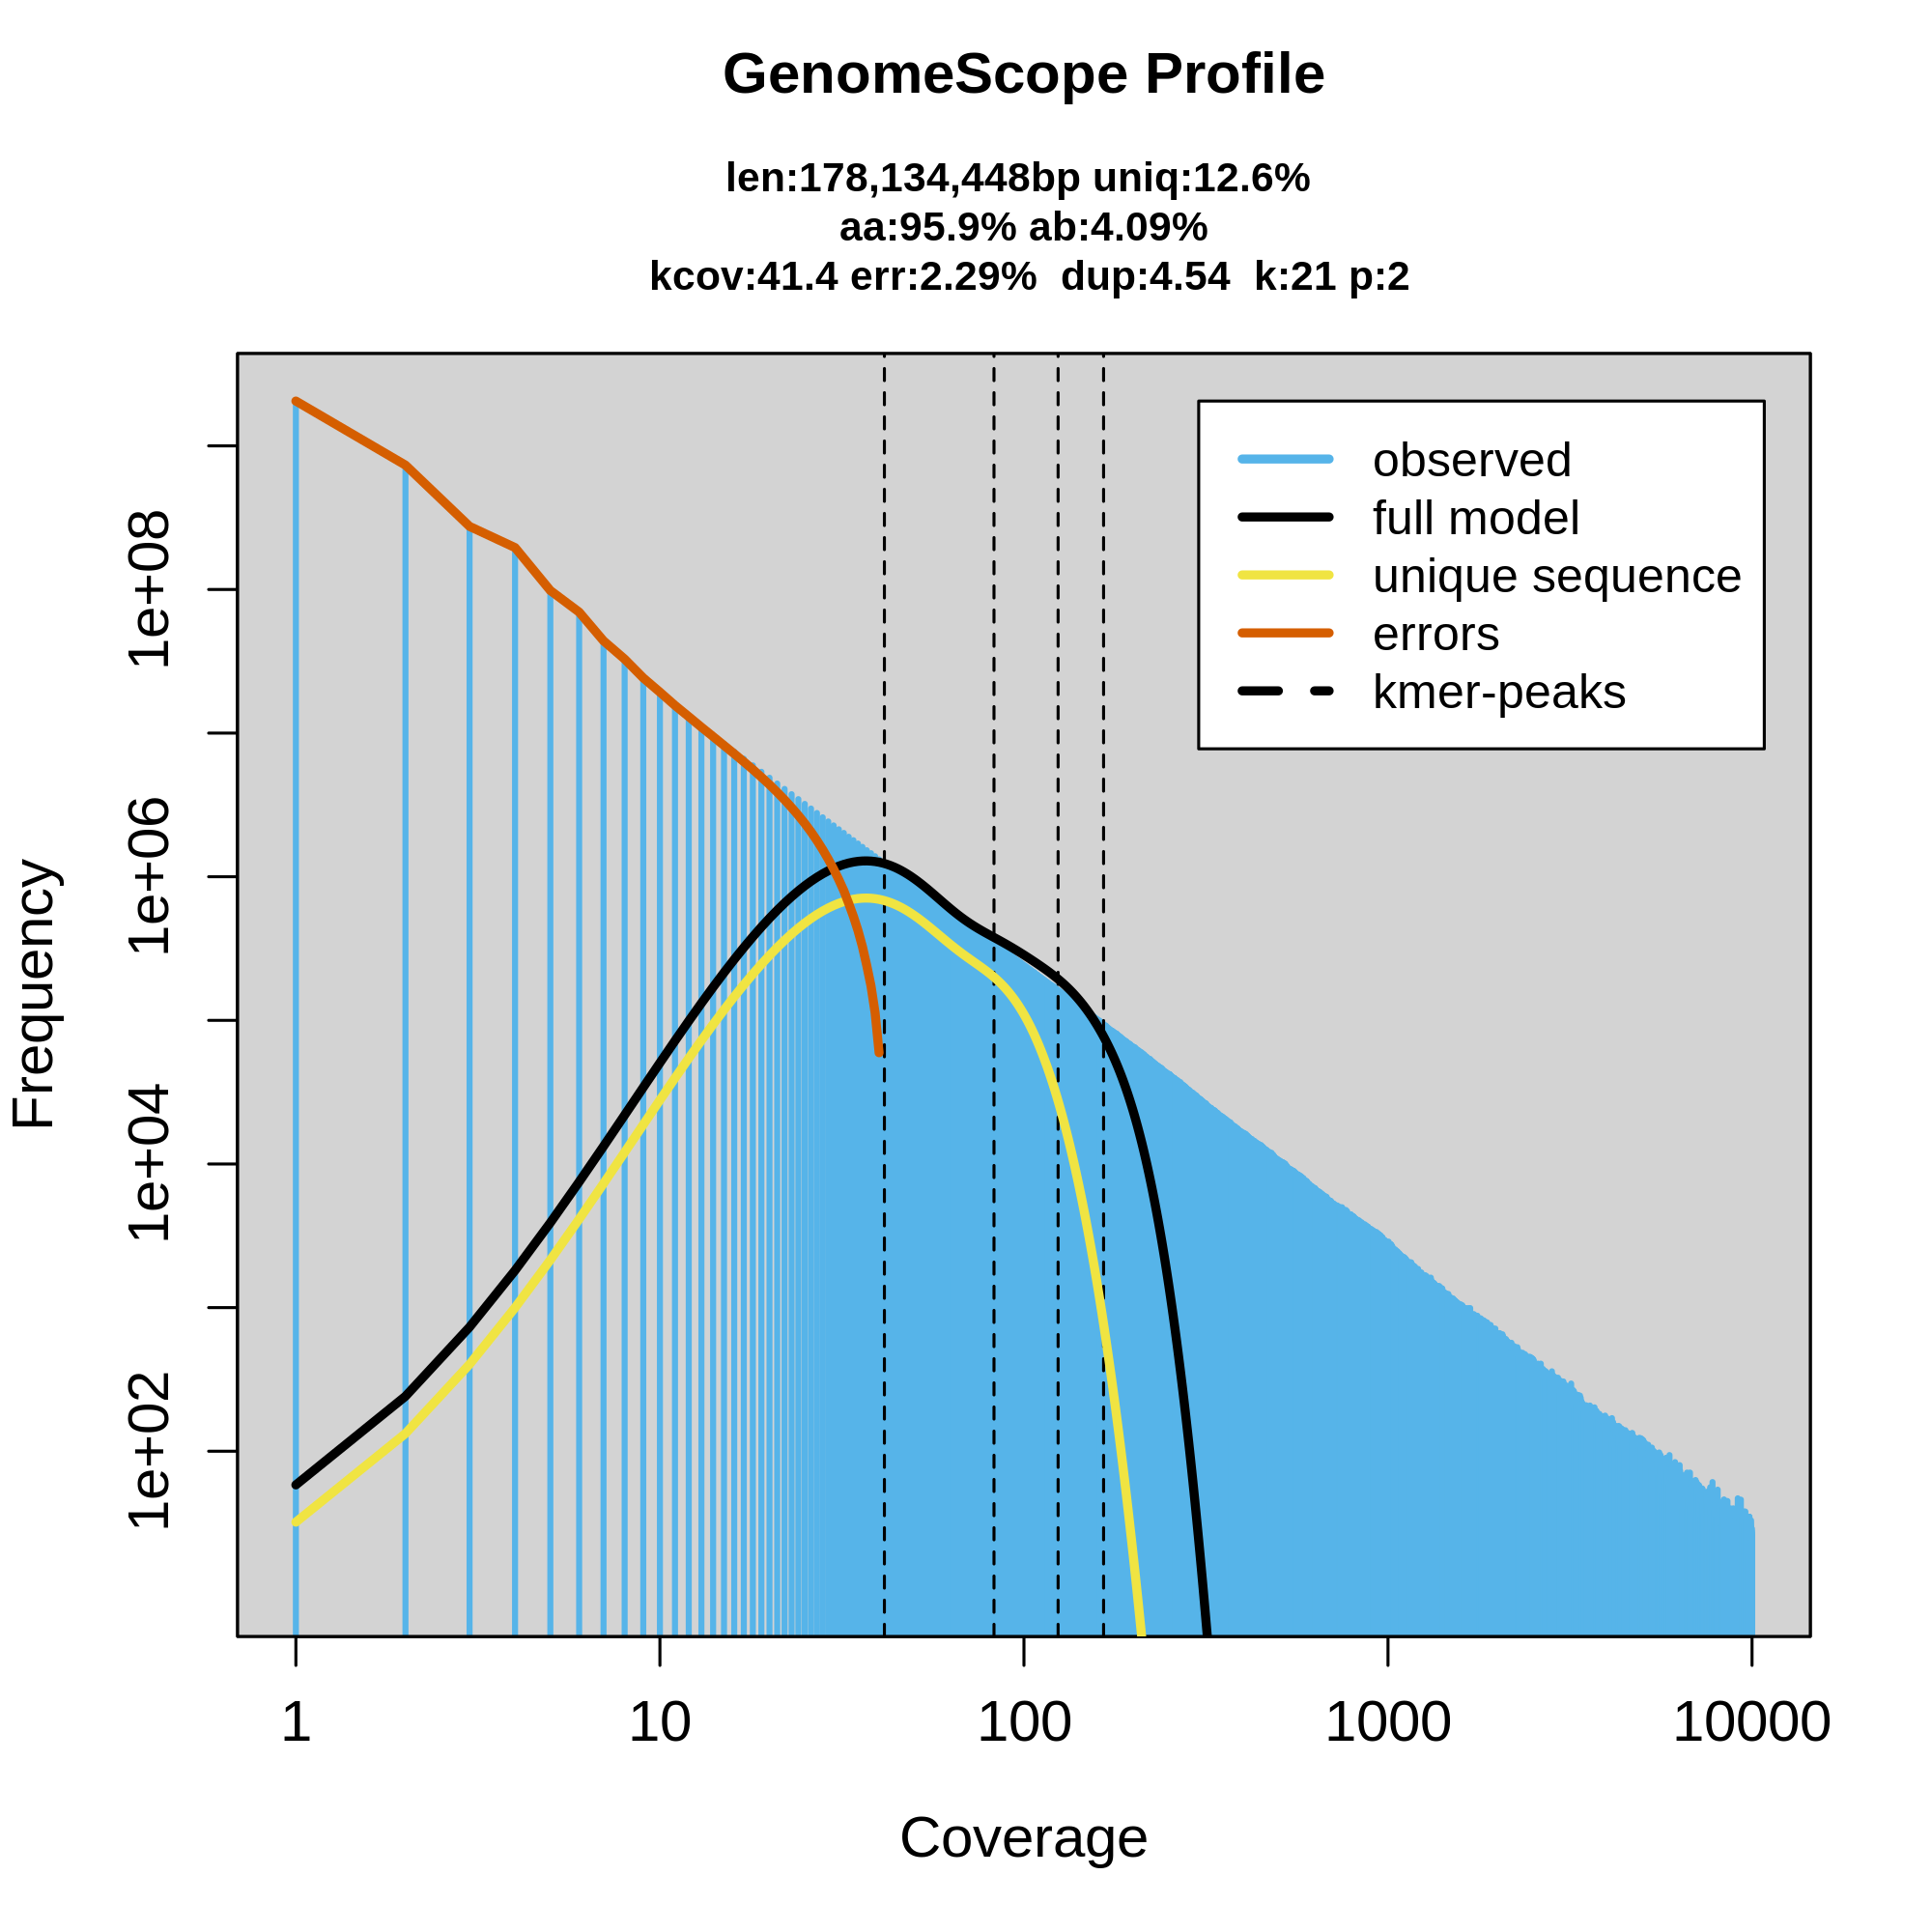 GenomeScope Profile
len:178,134,448bp uniq:12.6%
aa:95.9% ab:4.09%
kcov:41.4 err:2.29%  dup:4.54  k:21 p:2
observed
full model
unique sequence
errors
kmer-peaks
Frequency
1e+08
1e+06
1e+04
1e+02
1 10 100 1000 10000
Coverage